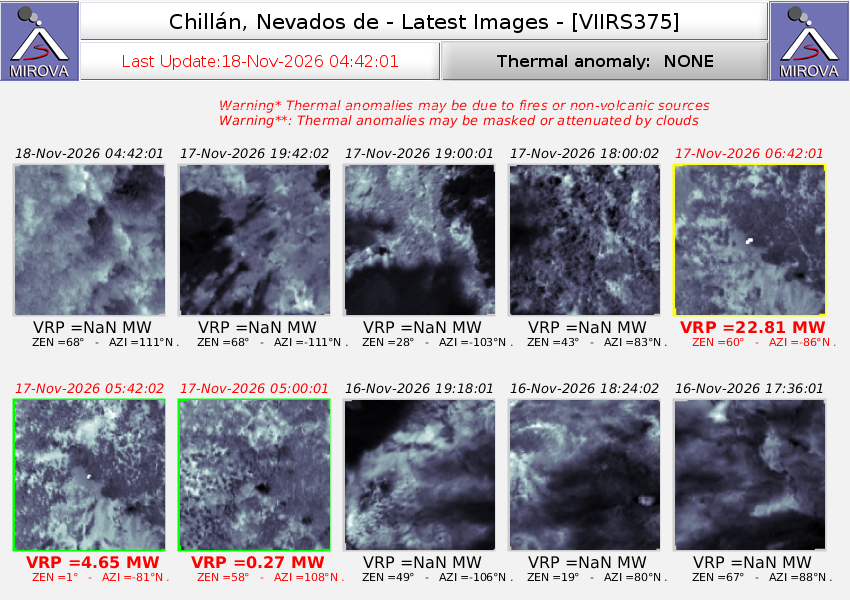 Chillán, Nevados de - Latest Images - [VIIRS375]
MIROVA
Last Update:18-Nov-2026 04:42:01
Thermal anomaly: NONE
MIROVA
Warning* Thermal anomalies may be due to fires or non-volcanic sources
Warning**: Thermal anomalies may be masked or attenuated by clouds
18-Nov-2026 04:42:01
17-Nov-2026 19:42:02
17-Nov-2026 19:00:01
17-Nov-2026 18:00:02
17-Nov-2026 06:42:01
VRP =NaN MW
VRP =NaN MW
VRP =NaN MW
VRP =NaN MW
VRP =22.81 MW
ZEN =68° - AZI =111°N .
ZEN =68° - AZI =-111°N .
ZEN =28° - AZI =-103°N .
ZEN =43° - AZI =83°N .
ZEN =60° - AZI =-86°N .
17-Nov-2026 05:42:02
17-Nov-2026 05:00:01
16-Nov-2026 19:18:01
16-Nov-2026 18:24:02
16-Nov-2026 17:36:01
VRP =4.65 MW
VRP =0.27 MW
VRP =NaN MW
VRP =NaN MW
VRP =NaN MW
ZEN =1° - AZI =-81°N .
ZEN =58° - AZI =108°N .
ZEN =49° - AZI =-106°N .
ZEN =19° - AZI =80°N .
ZEN =67° - AZI =88°N .